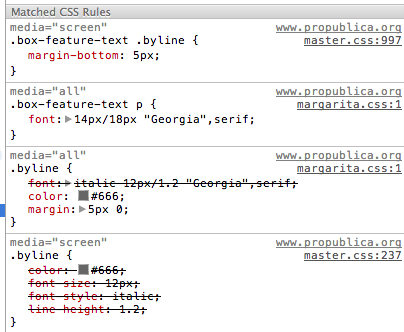 Matched CSS Rules
media="screen" www.propublica.org
.box-feature-text .byline { master.css:997
margin-bottom: 5px;
}
media="all" www.propublica.org
.box-feature-text p { margarita.css:1
font: 14px/18px "Georgia",serif;
}
media="all" www.propublica.org
.byline { margarita.css:1
font: italic 12px/1.2 "Georgia",serif;
color: #666;
margin: 5px 0;
}
media="screen" www.propublica.org
.byline { master.css:237
color: #666;
font-size: 12px;
font-style: italic;
line-height: 1.2;
}